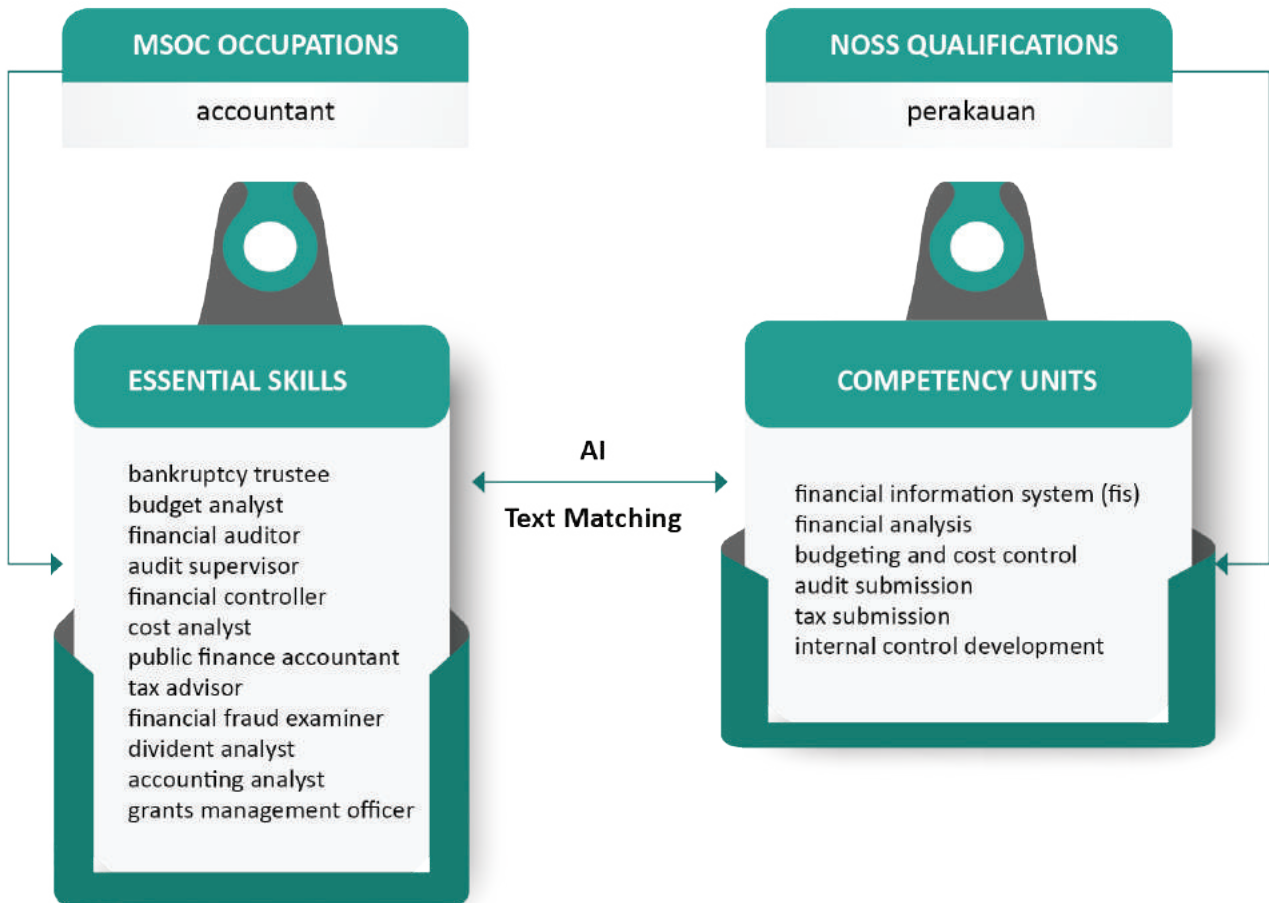 MSOC OCCUPATIONS
accountant
NOSS QUALIFICATIONS
perakauan
ESSENTIAL SKILLS
bankruptcy trustee
budget analyst
financial auditor
audit supervisor
financial controller
cost analyst
public finance accountant
tax advisor
financial fraud examiner
divident analyst
accounting analyst
grants management officer
AI
Text Matching
COMPETENCY UNITS
financial information system (fis)
financial analysis
budgeting and cost control
audit submission
tax submission
internal control development